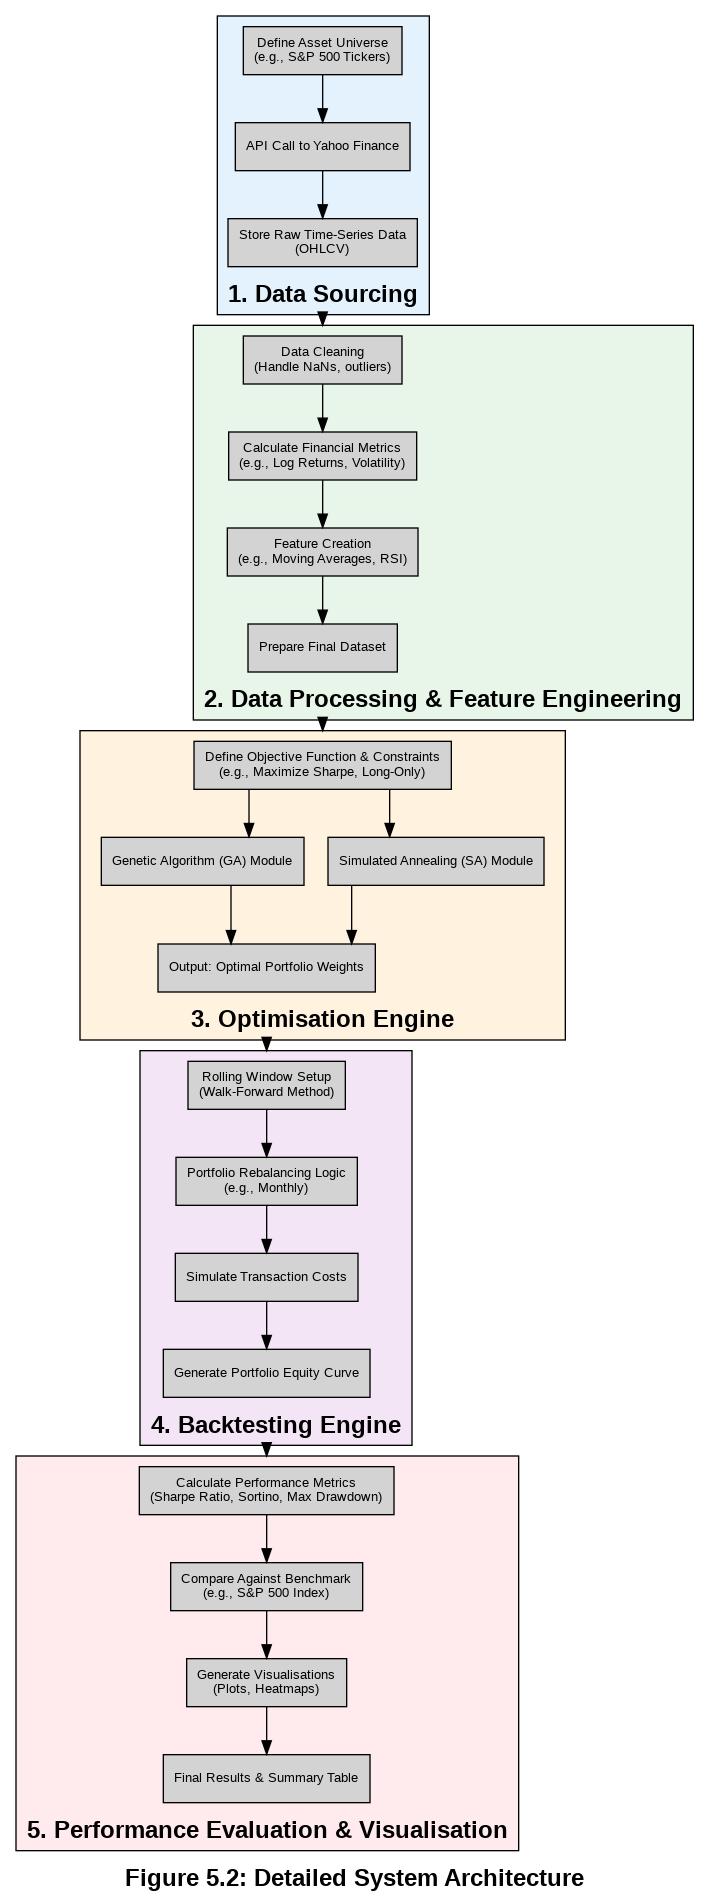 Define Asset Universe
(e.g., S&P 500 Tickers)
API Call to Yahoo Finance
Store Raw Time-Series Data
(OHLCV)
1. Data Sourcing
Data Cleaning
(Handle NaNs, outliers)
Calculate Financial Metrics
(e.g., Log Returns, Volatility)
Feature Creation
(e.g., Moving Averages, RSI)
Prepare Final Dataset
2. Data Processing & Feature Engineering
Define Objective Function & Constraints
(e.g., Maximize Sharpe, Long-Only)
Genetic Algorithm (GA) Module
Simulated Annealing (SA) Module
Output: Optimal Portfolio Weights
3. Optimisation Engine
Rolling Window Setup
(Walk-Forward Method)
Portfolio Rebalancing Logic
(e.g., Monthly)
Simulate Transaction Costs
Generate Portfolio Equity Curve
4. Backtesting Engine
Calculate Performance Metrics
(Sharpe Ratio, Sortino, Max Drawdown)
Compare Against Benchmark
(e.g., S&P 500 Index)
Generate Visualisations
(Plots, Heatmaps)
Final Results & Summary Table
5. Performance Evaluation & Visualisation
Figure 5.2: Detailed System Architecture